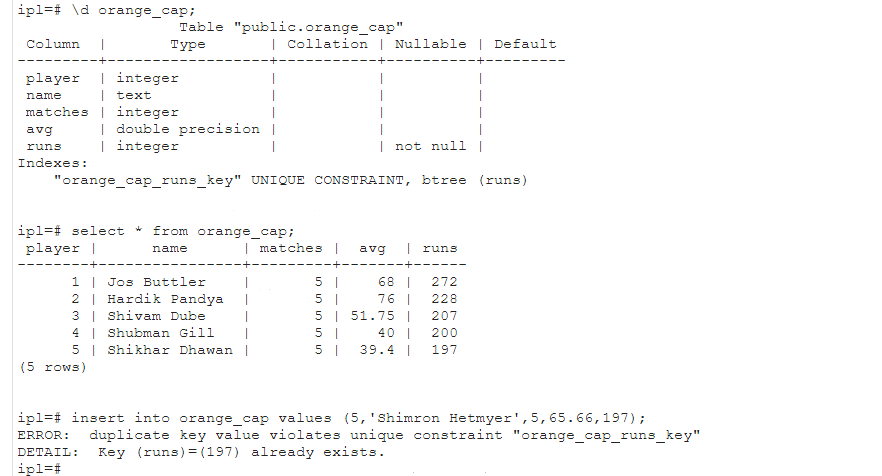 ipl=# \d orange_cap;
Table "public.orange_cap"
Column | Type | Collation | Nullable | Default
---------+------------------+-----------+----------+---------
player | integer | | |
name | text | | |
matches | integer | | |
avg | double precision | | |
runs | integer | | not null |
Indexes:
"orange_cap_runs_key" UNIQUE CONSTRAINT, btree (runs)
ipl=# select * from orange_cap;
player | name | matches | avg | runs
--------+----------------+---------+-------+------
1 | Jos Buttler | 5 | 68 | 272
2 | Hardik Pandya | 5 | 76 | 228
3 | Shivam Dube | 5 | 51.75 | 207
4 | Shubman Gill | 5 | 40 | 200
5 | Shikhar Dhawan | 5 | 39.4 | 197
(5 rows)
ipl=# insert into orange_cap values (5,'Shimron Hetmyer',5,65.66,197);
ERROR: duplicate key value violates unique constraint "orange_cap_runs_key"
DETAIL: Key (runs)=(197) already exists.
ipl=#